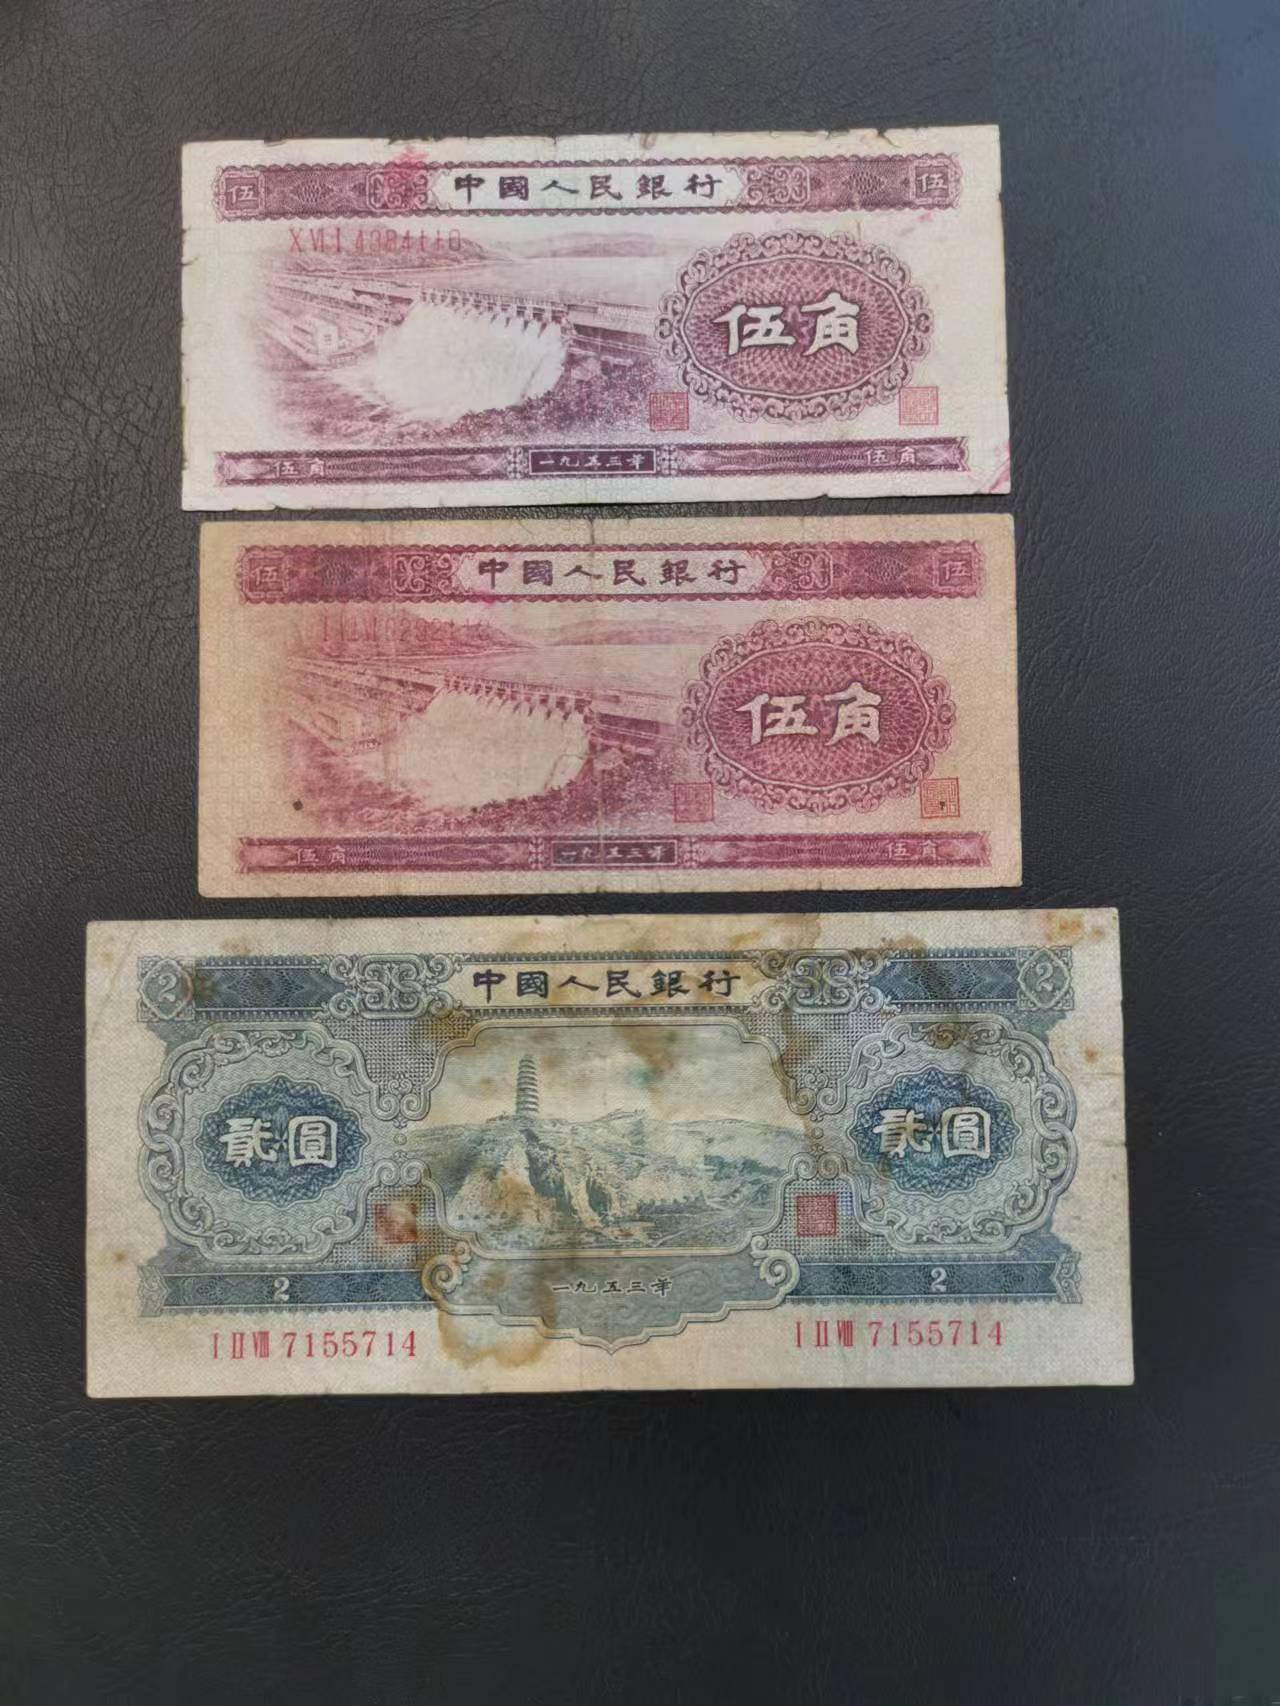 伍 中國人民銀行 伍
X VI I 4384140
伍角
伍角 一九五三年 伍角
伍 中國人民銀行 伍
伍角
伍角 一九五三年 伍角
2 中國人民銀行 2
貳圓 貳圓
2 一九五三年 2
I II VIII 7155714 I II VIII 7155714